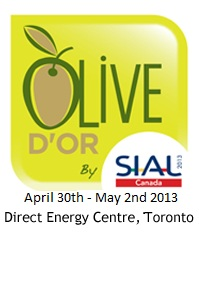 OLiVE
D'OR
By SIAL
Canada
2013
April 30th - May 2nd 2013
Direct Energy Centre, Toronto